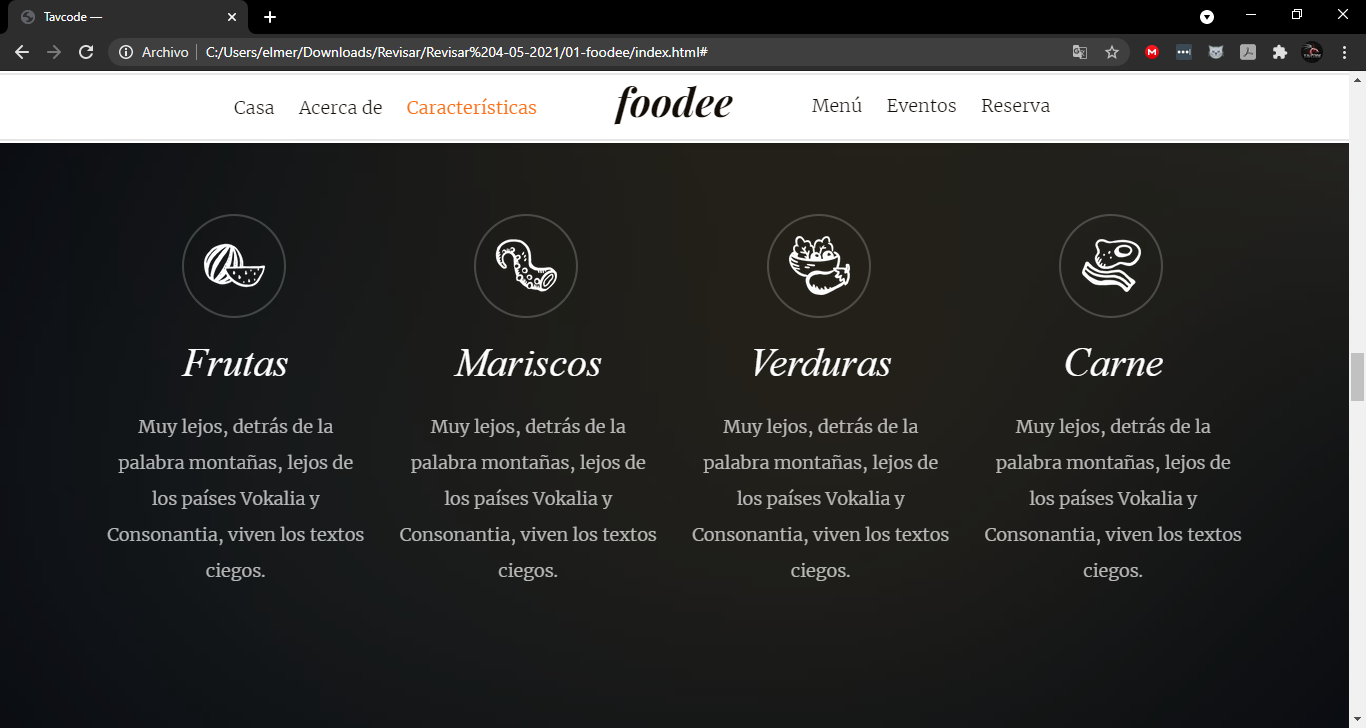 Tavcode —
Archivo C:/Users/elmer/Downloads/Revisar/Revisar%204-05-2021/01-foodee/index.html#
Casa Acerca de Características foodee Menú Eventos Reserva
Frutas
Muy lejos, detrás de la
palabra montañas, lejos de
los países Vokalia y
Consonantia, viven los textos
ciegos.
Mariscos
Muy lejos, detrás de la
palabra montañas, lejos de
los países Vokalia y
Consonantia, viven los textos
ciegos.
Verduras
Muy lejos, detrás de la
palabra montañas, lejos de
los países Vokalia y
Consonantia, viven los textos
ciegos.
Carne
Muy lejos, detrás de la
palabra montañas, lejos de
los países Vokalia y
Consonantia, viven los textos
ciegos.